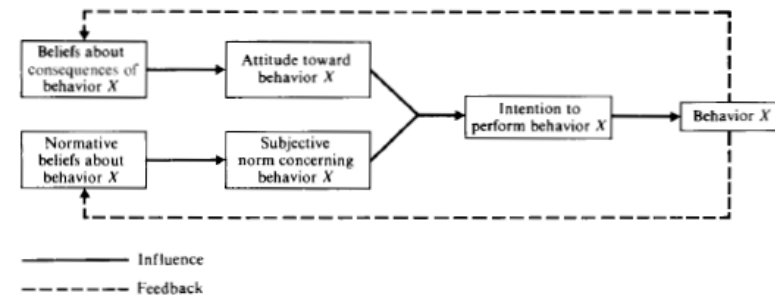 Beliefs about
consequences of
behavior X
Attitude toward
behavior X
Normative
beliefs about
behavior X
Subjective
norm concerning
behavior X
Intention to
perform behavior X
Behavior X
Influence
Feedback